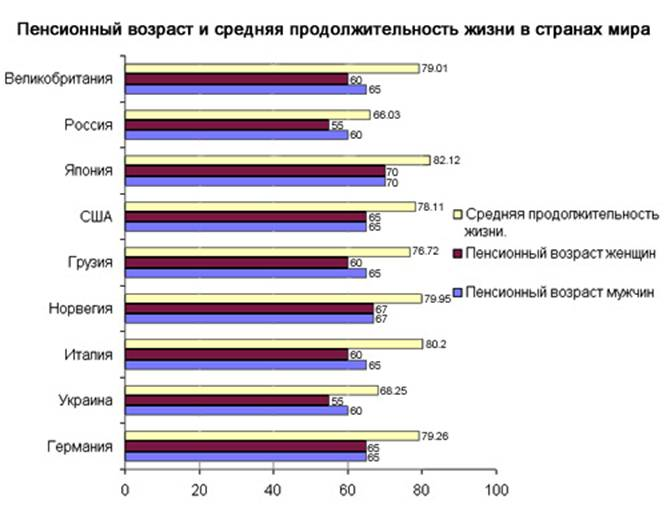 Пенсионный возраст и средняя продолжительность жизни в странах мира
Великобритания
79.01
60
65
Россия
66.03
55
60
Япония
82.12
70
70
США
78.11
65
65
Грузия
76.72
60
65
Норвегия
79.95
67
67
Италия
80.2
60
65
Украина
68.25
55
60
Германия
79.26
65
65
Средняя продолжительность
жизни.
Пенсионный возраст женщин
Пенсионный возраст мужчин
0 20 40 60 80 100